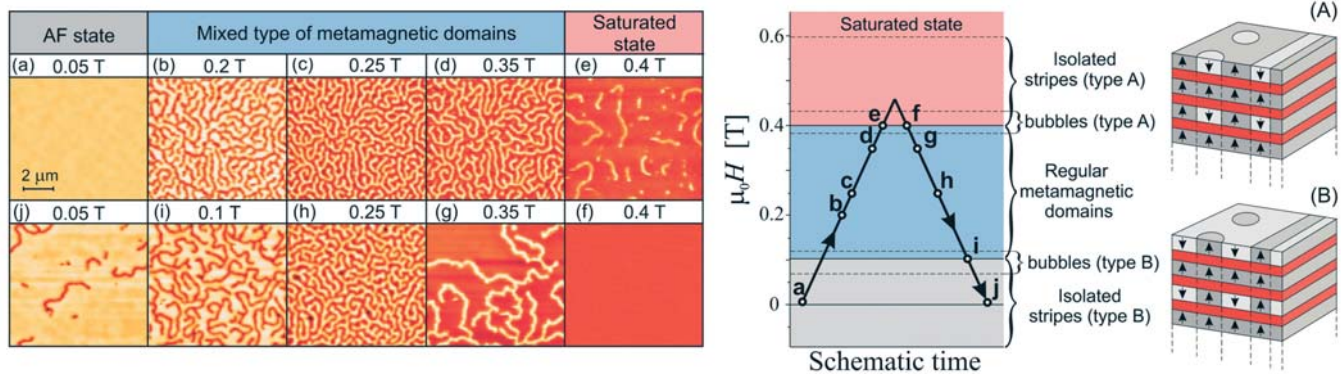 AF state Mixed type of metamagnetic domains Saturated state
(a) 0.05 T (b) 0.2 T (c) 0.25 T (d) 0.35 T (e) 0.4 T
2 μm
(j) 0.05 T (i) 0.1 T (h) 0.25 T (g) 0.35 T (f) 0.4 T
μ₀H [T]
0.6
0.4
0.2
0
Saturated state
e f
d g
c h
b
i
a j
Schematic time
Isolated
stripes (type A)
bubbles (type A)
Regular
metamagnetic
domains
bubbles (type B)
Isolated
stripes (type B)
(A)
(B)